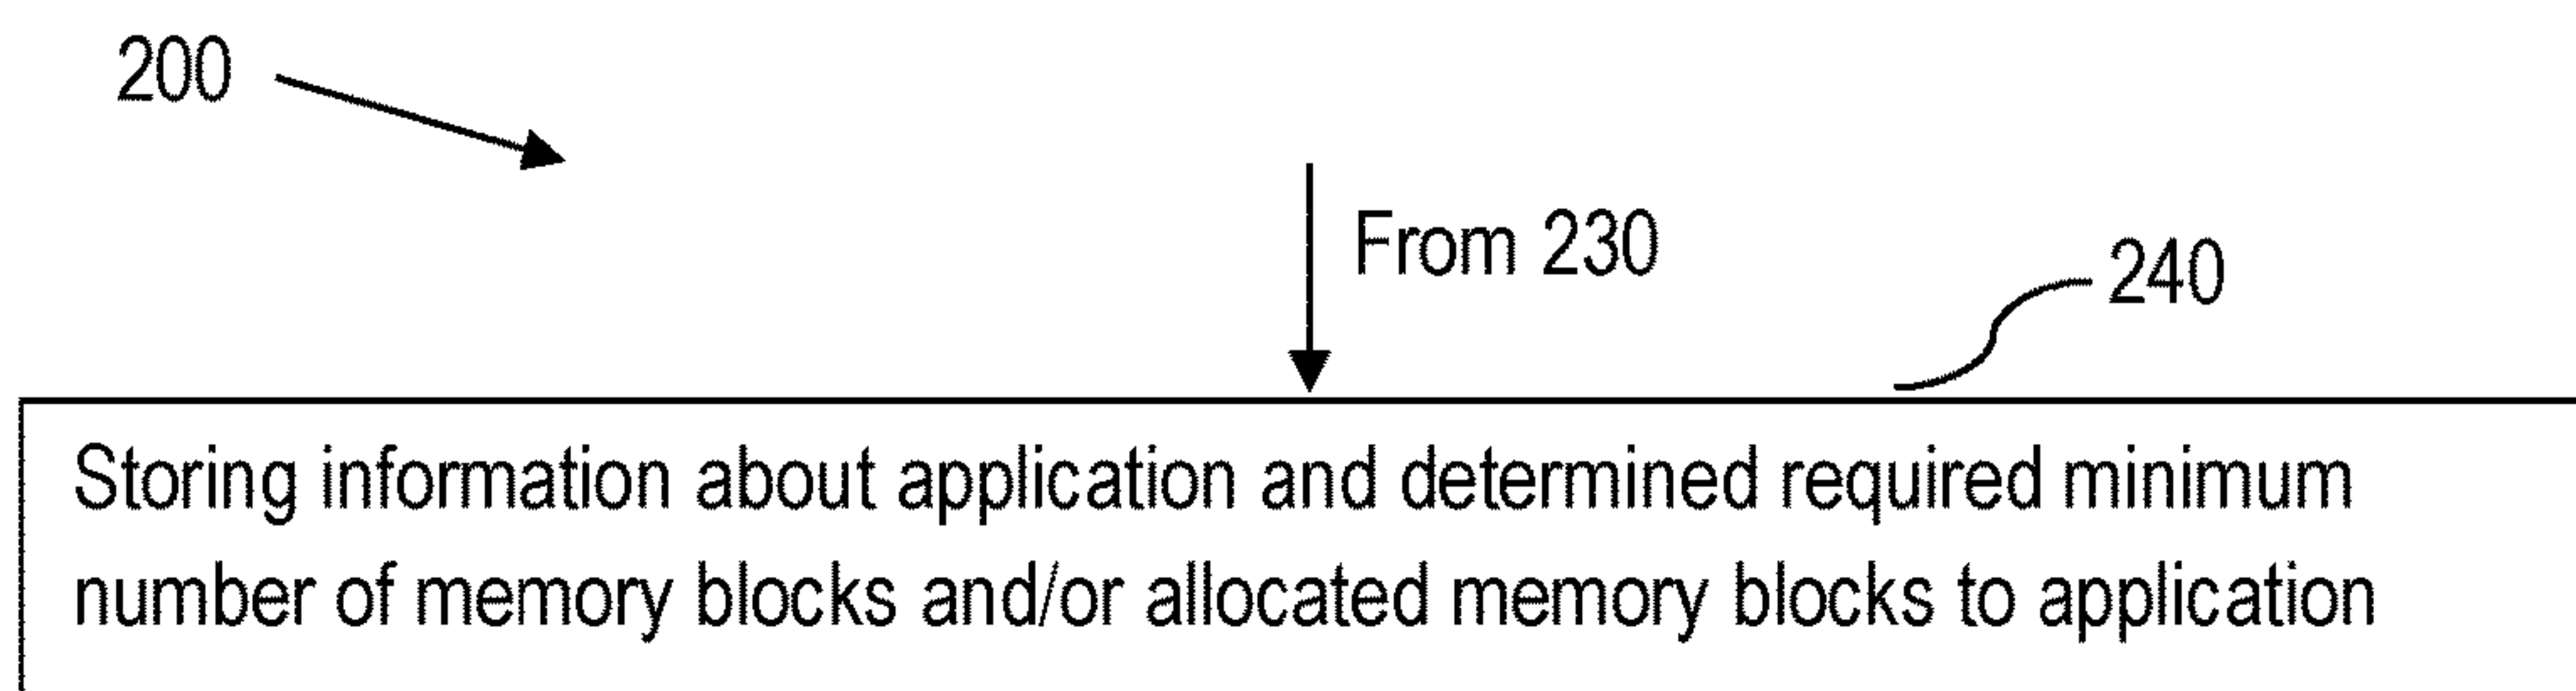 200
From 230
240
Storing information about application and determined required minimum
number of memory blocks and/or allocated memory blocks to application